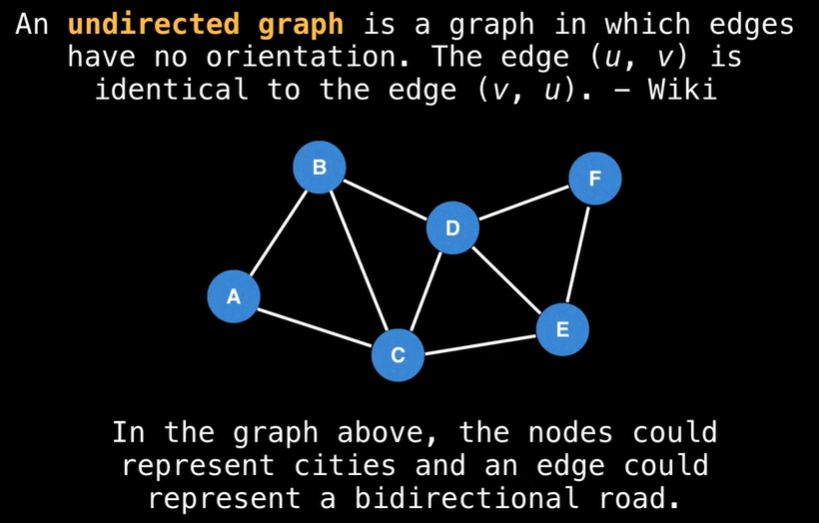 An undirected graph is a graph in which edges
have no orientation. The edge (u, v) is
identical to the edge (v, u). – Wiki
B
F
D
A
E
C
In the graph above, the nodes could
represent cities and an edge could
represent a bidirectional road.